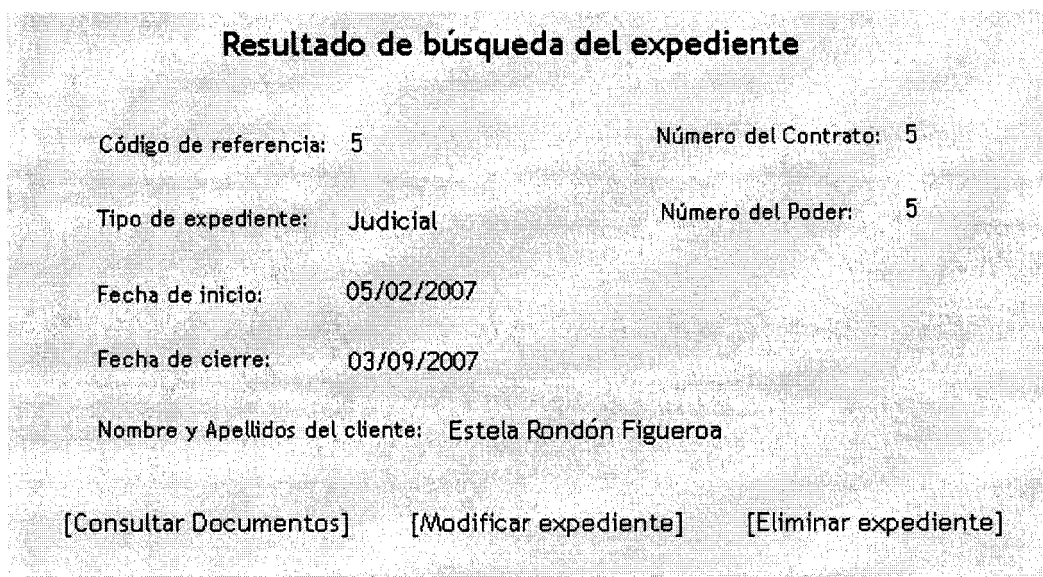 Resultado de búsqueda del expediente
Código de referencia: 5 Número del Contrato: 5
Tipo de expediente: Judicial Número del Poder: 5
Fecha de inicio: 05/02/2007
Fecha de cierre: 03/09/2007
Nombre y Apellidos del cliente: Estela Rondón Figueroa
[Consultar Documentos] [Modificar expediente] [Eliminar expediente]